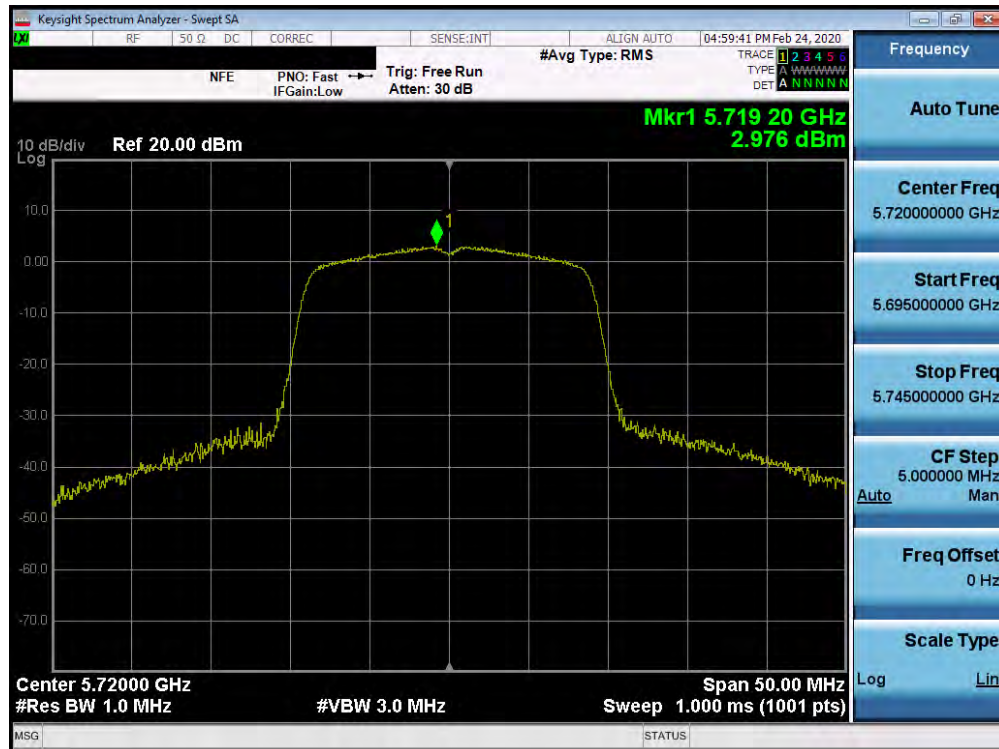 Keysight Spectrum Analyzer - Swept SA
LXI RF 50 Ω DC CORREC SENSE:INT ALIGN AUTO 04:59:41 PM Feb 24, 2020
NFE PNO: Fast Trig: Free Run #Avg Type: RMS TRACE 1 2 3 4 5 6
IFGain:Low Atten: 30 dB TYPE A WWWWW
DET A N N N N N
Mkr1 5.719 20 GHz
2.976 dBm
10 dB/div Ref 20.00 dBm
Log
10.0
0.00
-10.0
-20.0
-30.0
-40.0
-50.0
-60.0
-70.0
1
Center 5.72000 GHz Span 50.00 MHz
#Res BW 1.0 MHz #VBW 3.0 MHz Sweep 1.000 ms (1001 pts)
MSG STATUS
Frequency
Auto Tune
Center Freq
5.720000000 GHz
Start Freq
5.695000000 GHz
Stop Freq
5.745000000 GHz
CF Step
5.000000 MHz
Auto Man
Freq Offset
0 Hz
Scale Type
Log Lin